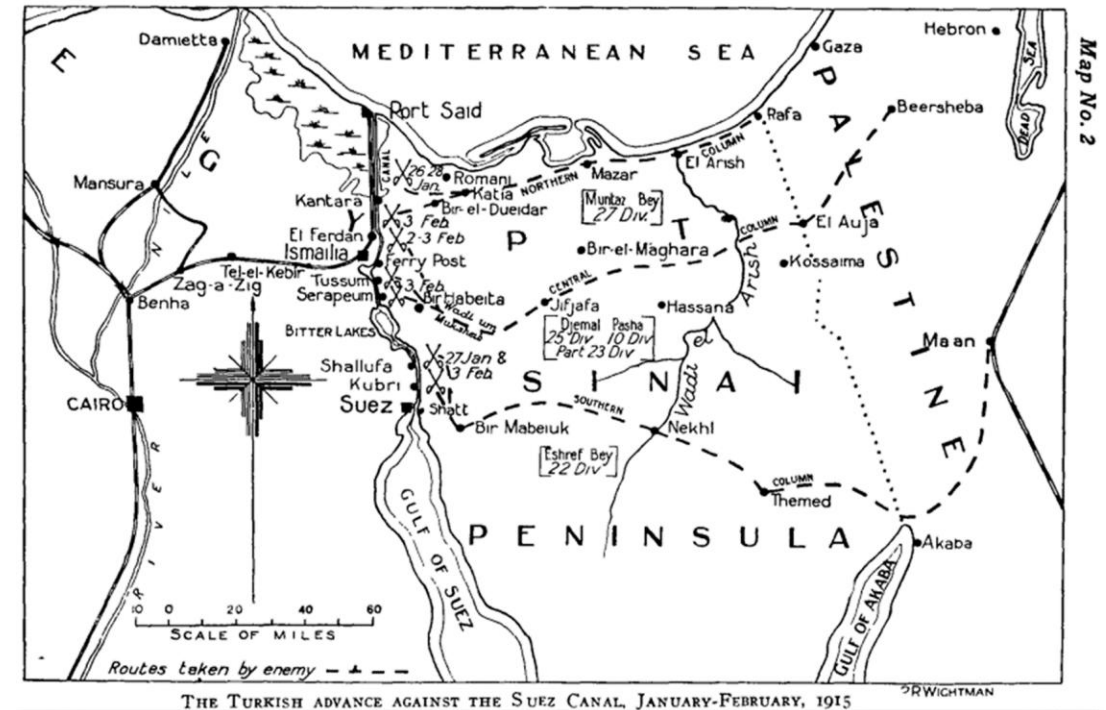 Map No. 2
MEDITERRANEAN SEA
Damietta
Gaza
Hebron
DEAD SEA
Port Said
Rafa
Beersheba
EGYPT
PALESTINE
CANAL
NILE
Mansura
Kantara
26 28 Jan.
Romani
Katia
NORTHERN COLUMN
Mazar
El Arish
Bir-el-Dueidar
3 Feb.
Muntaz Bey
27 Div.
El Ferdan
2-3 Feb
Ismailia
Ferry Post
Bir-el-Maghara
CENTRAL COLUMN
El Auja
Kossaima
Tel-el-Kebir
Zag-a-Zig
Benha
Tussum
3 Feb.
Serapeum
Bir Habeita
Wadi um Mukhsheb
Jifjafa
Hassana
Wadi el Arish
BITTER LAKES
Djemal Pasha
25 Div 10 Div
Part 23 Div
Maan
Shallufa
27 Jan &
3 Feb.
Kubri
SINAI
CAIRO
Suez
Shatt
SOUTHERN COLUMN
Bir Mabeiuk
Nekhl
Eshref Bey
22 Div
Themed
PENINSULA
Akaba
GULF OF SUEZ
GULF OF AKABA
RIVER
10 0 20 40 60
SCALE OF MILES
Routes taken by enemy
THE TURKISH ADVANCE AGAINST THE SUEZ CANAL, JANUARY-FEBRUARY, 1915
P.R. WIGHTMAN